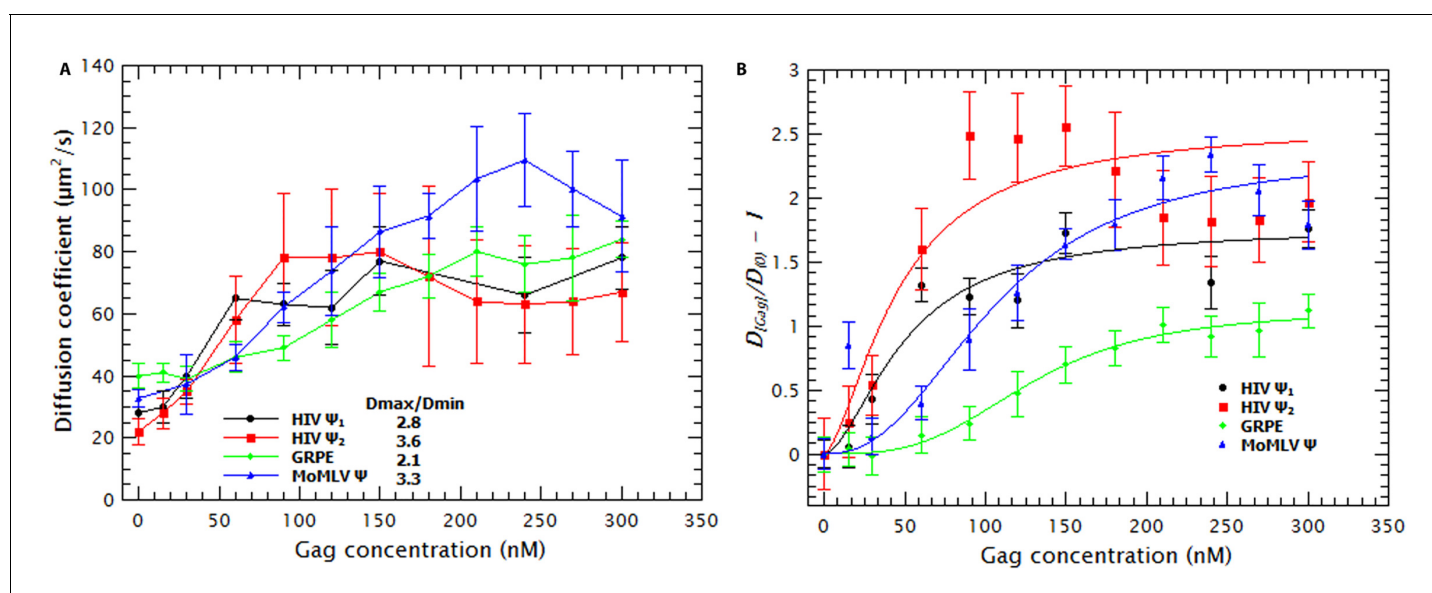 A
Diffusion coefficient (µm²/s)
140
120
100
80
60
40
20
0
Dmax/Dmin
HIV Ψ₁ 2.8
HIV Ψ₂ 3.6
GRPE 2.1
MoMLV Ψ 3.3
0 50 100 150 200 250 300 350
Gag concentration (nM)
B
D[Gag]/D(0) − 1
3
2.5
2
1.5
1
0.5
0
HIV Ψ₁
HIV Ψ₂
GRPE
MoMLV Ψ
0 50 100 150 200 250 300 350
Gag concentration (nM)